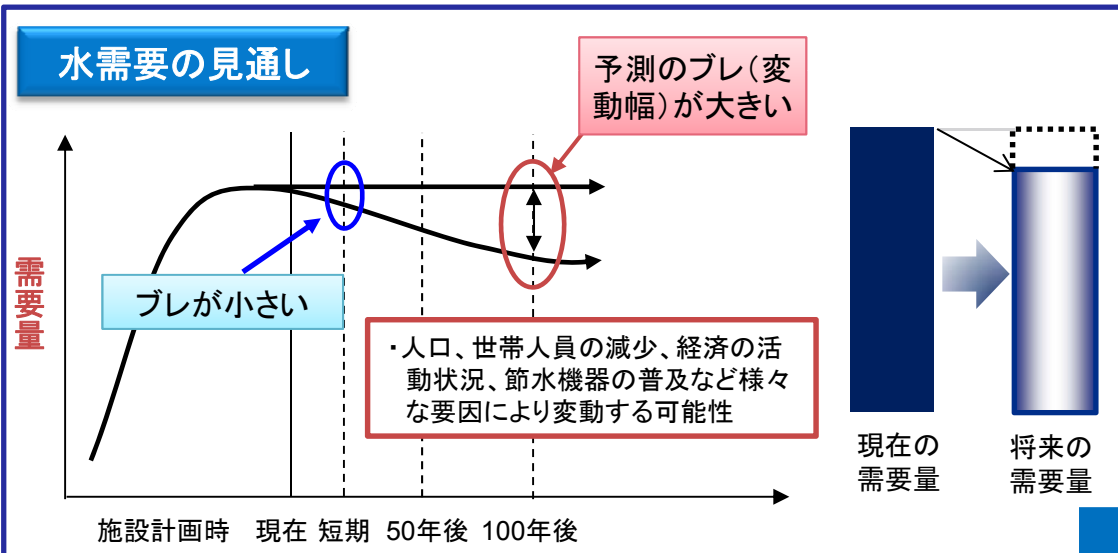 水需要の見通し
予測のブレ（変
動幅）が大きい
需要量
ブレが小さい
・人口、世帯人員の減少、経済の活
動状況、節水機器の普及など様々
な要因により変動する可能性
現在の
需要量
将来の
需要量
施設計画時 現在 短期 50年後 100年後